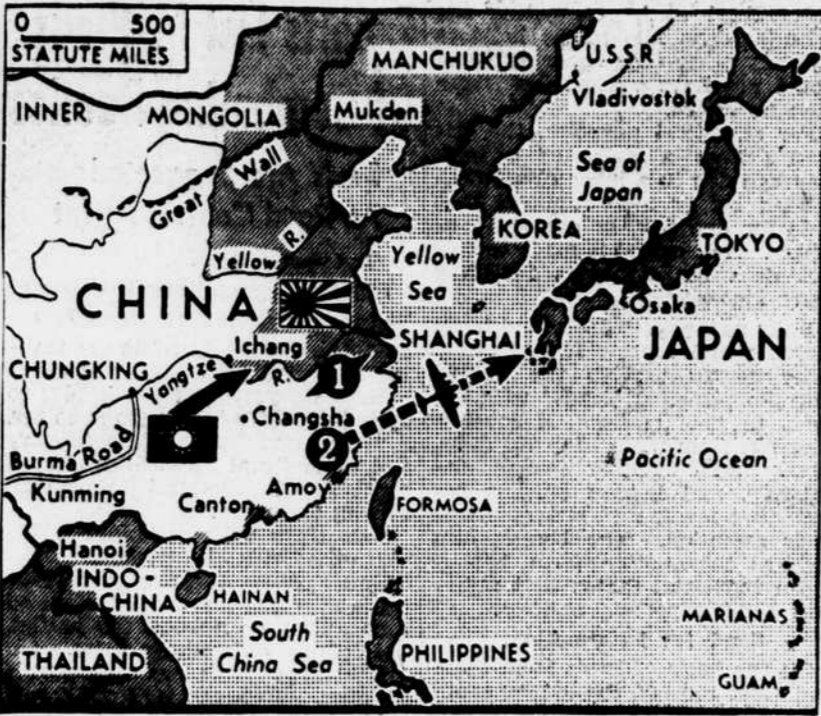 0 500
STATUTE MILES
MANCHUKUO
U.S.S.R
INNER MONGOLIA
Mukden
Vladivostok
Great Wall
Sea of
Japan
KOREA
TOKYO
Yellow R.
Yellow
Sea
CHINA
Osaka
Ichang
SHANGHAI
JAPAN
CHUNGKING
Yangtze R.
1
Changsha
2
Burma Road
Pacific Ocean
Kunming
Amoy
Canton
FORMOSA
Hanoi
INDO-
CHINA
HAINAN
MARIANAS
South
China Sea
THAILAND
PHILIPPINES
GUAM